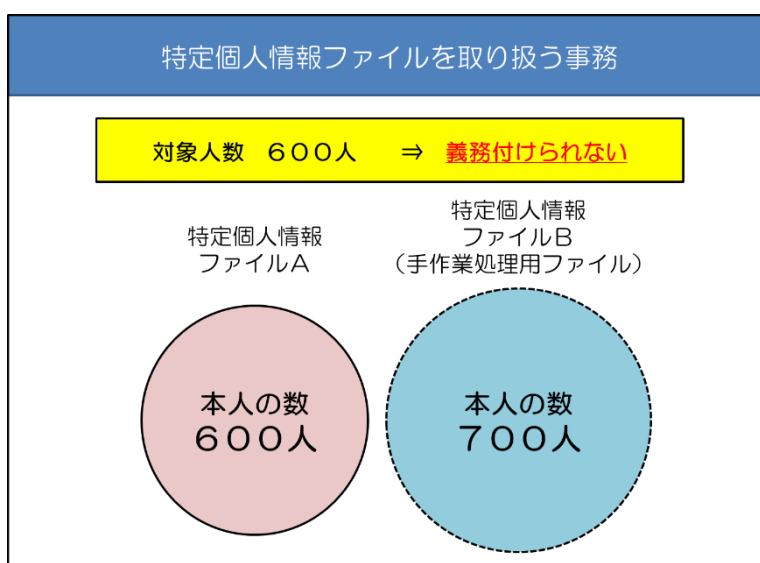 特定個人情報ファイルを取り扱う事務
対象人数　６００人　　⇒　義務付けられない
特定個人情報
ファイルＡ
特定個人情報
ファイルＢ
（手作業処理用ファイル）
本人の数
６００人
本人の数
７００人